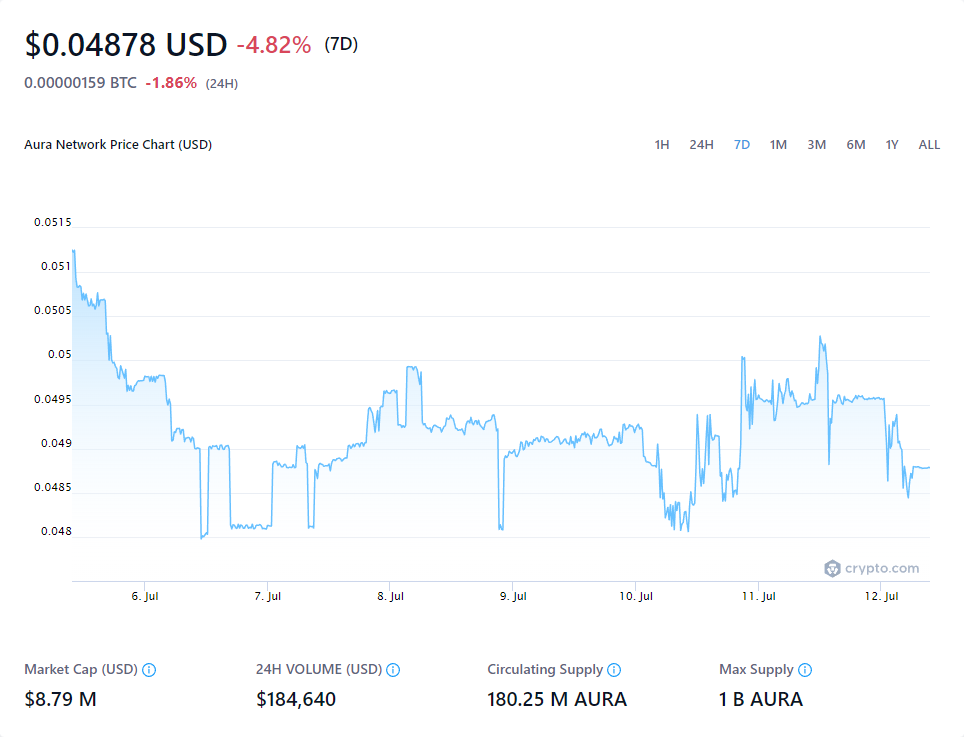 $0.04878 USD -4.82% (7D)
0.00000159 BTC -1.86% (24H)
Aura Network Price Chart (USD) 1H 24H 7D 1M 3M 6M 1Y ALL
0.0515
0.051
0.0505
0.05
0.0495
0.049
0.0485
0.048
crypto.com
6. Jul 7. Jul 8. Jul 9. Jul 10. Jul 11. Jul 12. Jul
Market Cap (USD) 24H VOLUME (USD) Circulating Supply Max Supply
$8.79 M $184,640 180.25 M AURA 1 B AURA